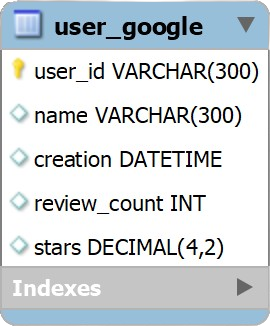 user_google
user_id VARCHAR(300)
name VARCHAR(300)
creation DATETIME
review_count INT
stars DECIMAL(4,2)
Indexes